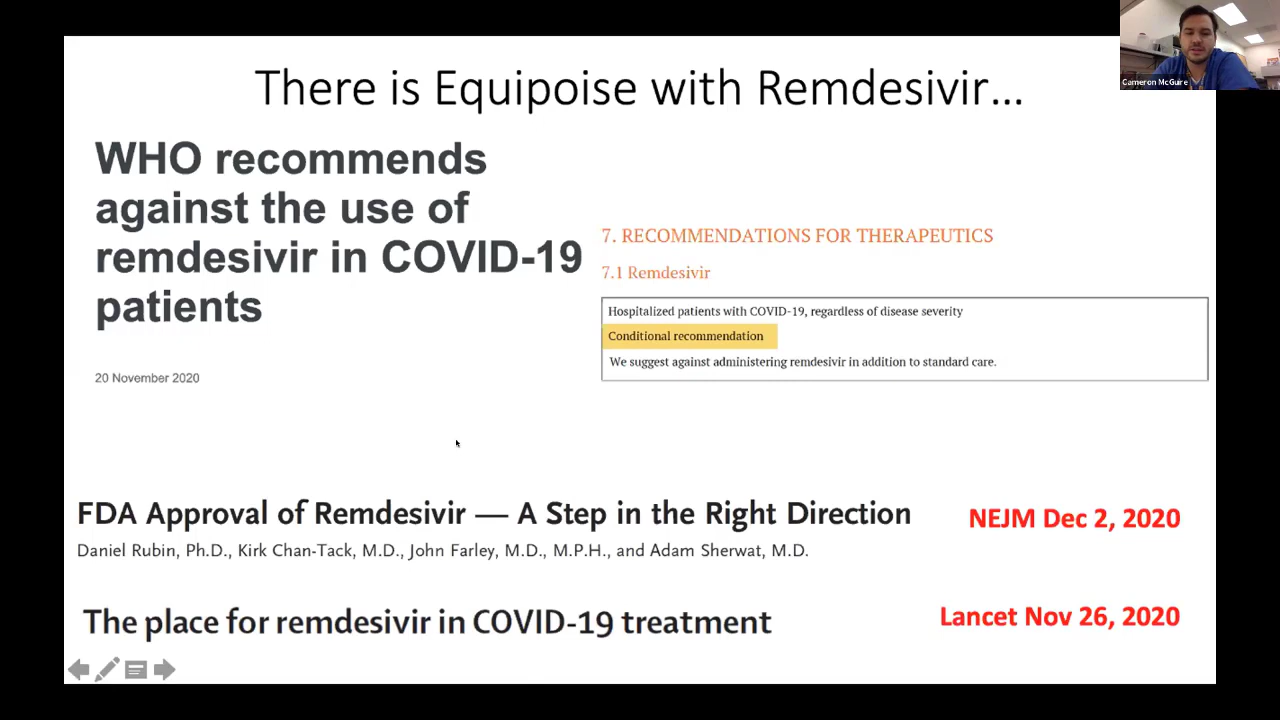 There is Equipoise with Remdesivir...
Cameron McGuire
WHO recommends
against the use of
remdesivir in COVID-19
patients
20 November 2020
7. RECOMMENDATIONS FOR THERAPEUTICS
7.1 Remdesivir
Hospitalized patients with COVID-19, regardless of disease severity
Conditional recommendation
We suggest against administering remdesivir in addition to standard care.
FDA Approval of Remdesivir — A Step in the Right Direction
NEJM Dec 2, 2020
Daniel Rubin, Ph.D., Kirk Chan-Tack, M.D., John Farley, M.D., M.P.H., and Adam Sherwat, M.D.
The place for remdesivir in COVID-19 treatment
Lancet Nov 26, 2020